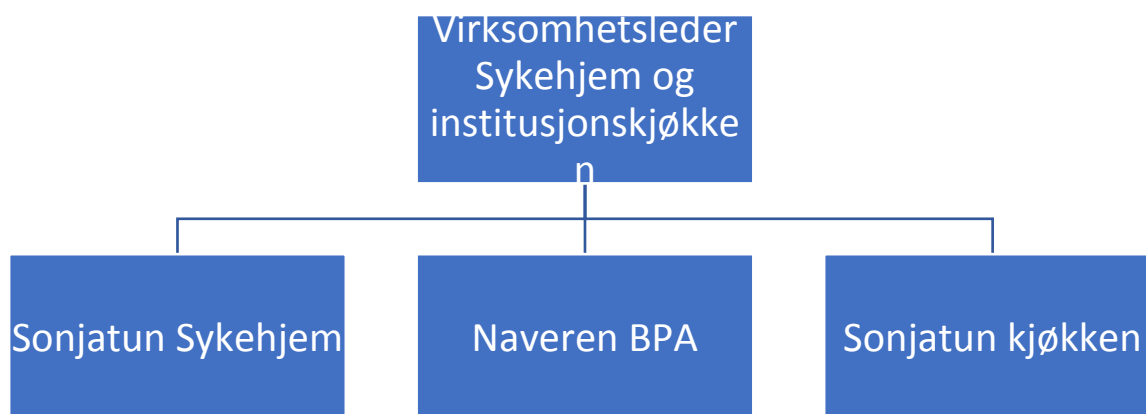 Virksomhetsleder
Sykehjem og
institusjonskjøkke
n
Sonjatun Sykehjem
Naveren BPA
Sonjatun kjøkken